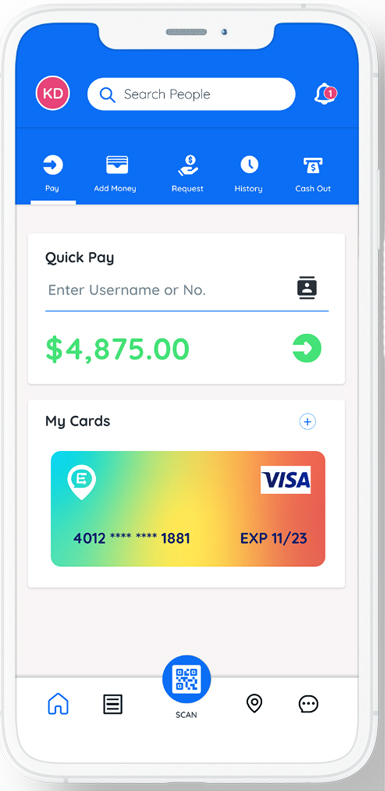 KD
Search People
1
Pay
Add Money
Request
History
Cash Out
Quick Pay
Enter Username or No.
$4,875.00
My Cards
E
VISA
4012 **** **** 1881 EXP 11/23
SCAN